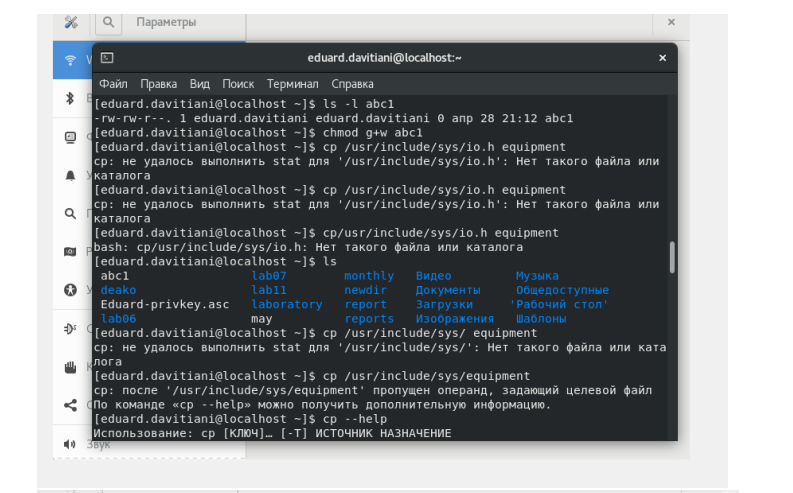 Параметры
eduard.davitiani@localhost:~
Файл Правка Вид Поиск Терминал Справка
[eduard.davitiani@localhost ~]$ ls -l abc1
-rw-rw-r--. 1 eduard.davitiani eduard.davitiani 0 апр 28 21:12 abc1
[eduard.davitiani@localhost ~]$ chmod g+w abc1
[eduard.davitiani@localhost ~]$ cp /usr/include/sys/io.h equipment
cp: не удалось выполнить stat для '/usr/include/sys/io.h': Нет такого файла или
каталога
[eduard.davitiani@localhost ~]$ cp /usr/include/sys/io.h equipment
cp: не удалось выполнить stat для '/usr/include/sys/io.h': Нет такого файла или
каталога
[eduard.davitiani@localhost ~]$ cp/usr/include/sys/io.h equipment
bash: cp/usr/include/sys/io.h: Нет такого файла или каталога
[eduard.davitiani@localhost ~]$ ls
abc1 lab07 monthly Видео Музыка
deako lab11 newdir Документы Общедоступные
Eduard-privkey.asc laboratory report Загрузки 'Рабочий стол'
lab06 may reports Изображения Шаблоны
[eduard.davitiani@localhost ~]$ cp /usr/include/sys/ equipment
cp: не удалось выполнить stat для '/usr/include/sys/': Нет такого файла или ката
лога
[eduard.davitiani@localhost ~]$ cp /usr/include/sys/equipment
cp: после '/usr/include/sys/equipment' пропущен операнд, задающий целевой файл
По команде «cp --help» можно получить дополнительную информацию.
[eduard.davitiani@localhost ~]$ cp --help
Использование: cp [КЛЮЧ]… [-T] ИСТОЧНИК НАЗНАЧЕНИЕ
Звук